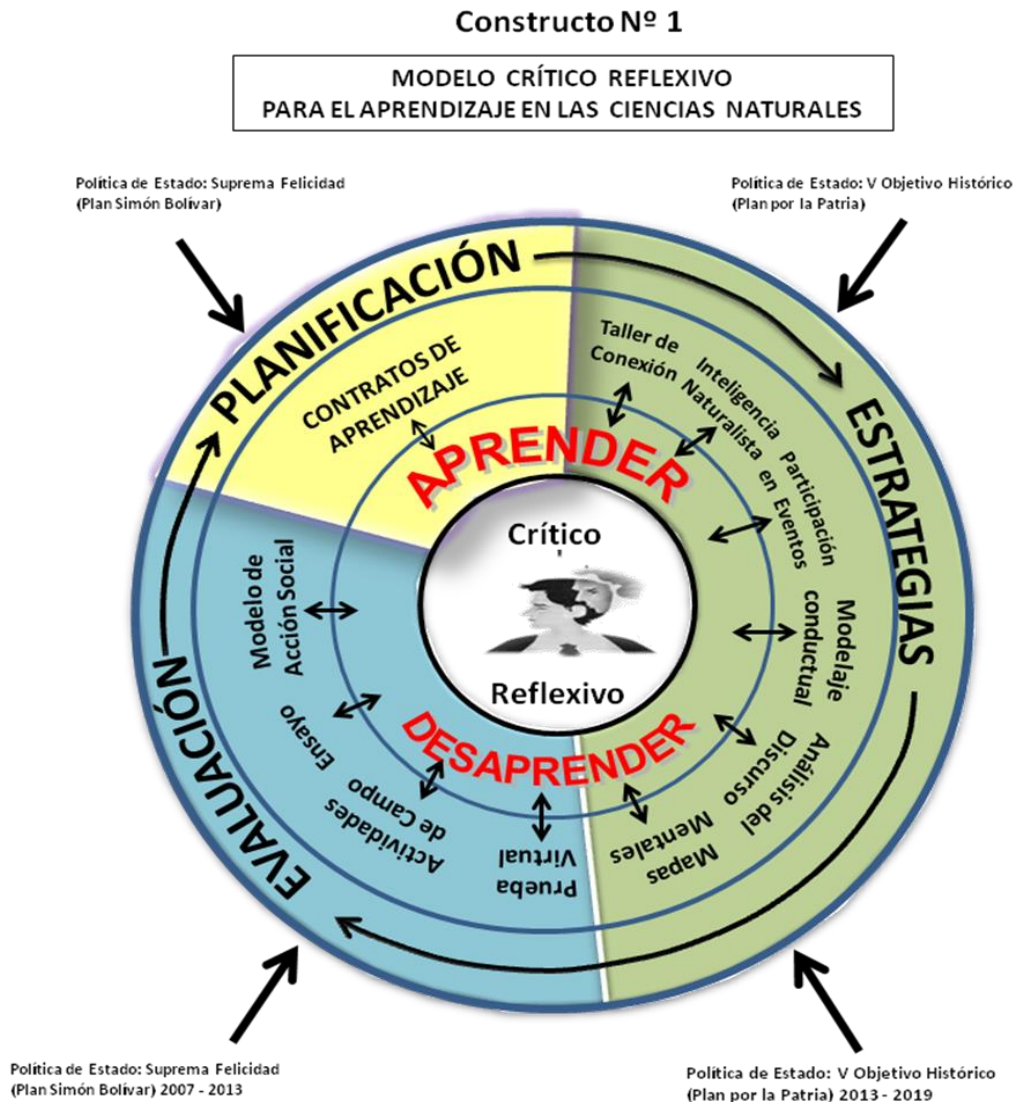 Constructo Nº 1
MODELO CRÍTICO REFLEXIVO
PARA EL APRENDIZAJE EN LAS CIENCIAS NATURALES
Política de Estado: Suprema Felicidad
(Plan Simón Bolívar)
Política de Estado: V Objetivo Histórico
(Plan por la Patria)
PLANIFICACIÓN
CONTRATOS DE
APRENDIZAJE
Taller de
Conexión
Inteligencia
Naturalista
Participación
en Eventos
ESTRATEGIAS
Modelaje
conductual
Análisis del
Discurso
Mapas
Mentales
APRENDER
Crítico
Reflexivo
DESAPRENDER
Modelo de
Acción Social
Ensayo
Actividades
de Campo
Prueba
Virtual
EVALUACIÓN
Política de Estado: Suprema Felicidad
(Plan Simón Bolívar) 2007 - 2013
Política de Estado: V Objetivo Histórico
(Plan por la Patria) 2013 - 2019